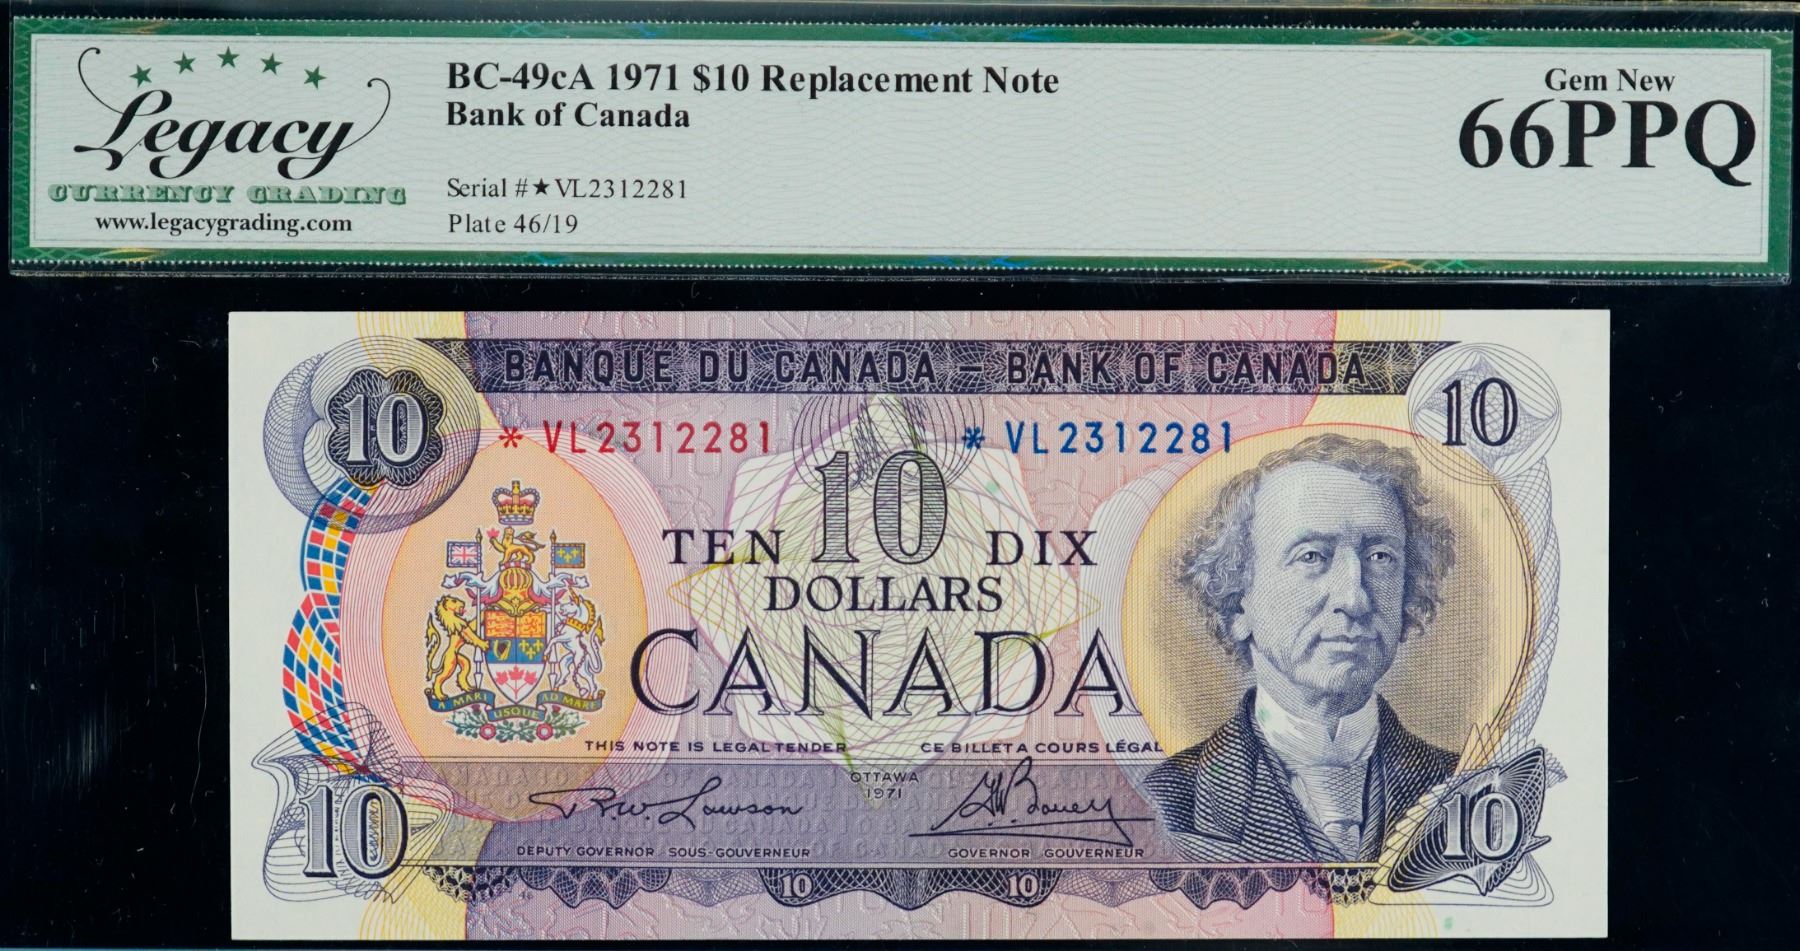 Legacy
CURRENCY GRADING
www.legacygrading.com
BC-49cA 1971 $10 Replacement Note
Bank of Canada
Serial #★VL2312281
Plate 46/19
Gem New
66PPQ
BANQUE DU CANADA – BANK OF CANADA
10
10
* VL2312281
* VL2312281
TEN 10 DIX
DOLLARS
CANADA
A MARI USQUE AD MARE
THIS NOTE IS LEGAL TENDER
CE BILLET A COURS LÉGAL
OTTAWA
1971
R.W. Lawson
G.W. Bouey
DEPUTY GOVERNOR SOUS-GOUVERNEUR
GOVERNOR GOUVERNEUR
10
10
10
10